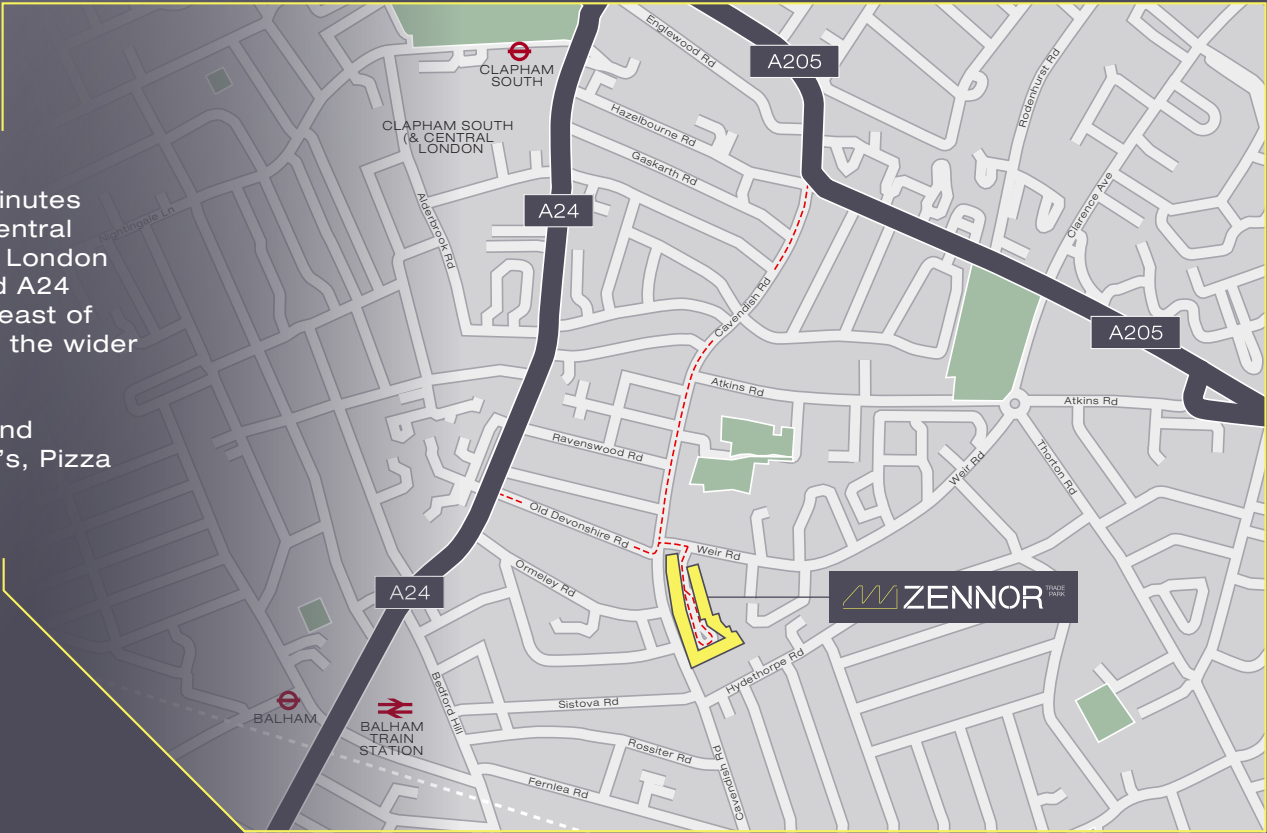 inutes
entral
London
d A24
east of
the wider
nd
's, Pizza
Nightingale Ln
CLAPHAM
SOUTH
CLAPHAM SOUTH
& CENTRAL
LONDON
Englewood Rd
A205
Rodenhurst Rd
Hazelbourne Rd
Gaskarth Rd
Clarence Ave
Alderbrook Rd
A24
Cavendish Rd
A205
Atkins Rd
Atkins Rd
Ravenswood Rd
Weir Rd
Thorton Rd
Old Devonshire Rd
Weir Rd
Ormeley Rd
A24
ZENNOR
TRADE
PARK
Hydethorpe Rd
Bedford Hill
Sistova Rd
BALHAM
BALHAM
TRAIN
STATION
Rossiter Rd
Cavendish Rd
Fernlea Rd